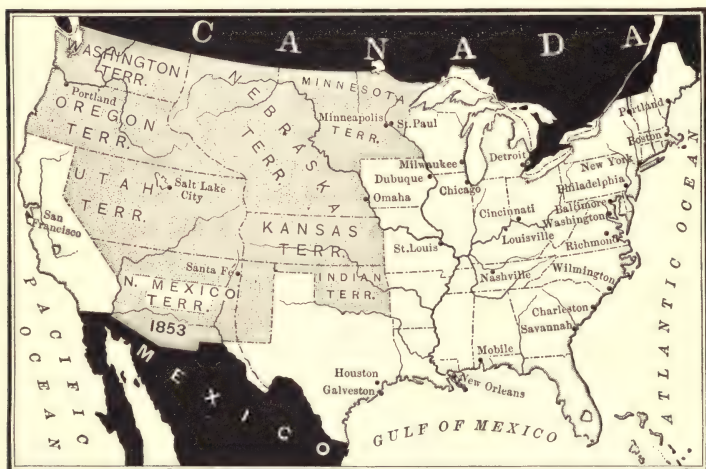 CANADA
WASHINGTON
TERR.
Portland
OREGON
TERR.
NEBRASKA
TERR.
MINNESOTA
TERR.
Minneapolis
St.Paul
UTAH
TERR.
Salt Lake
City
San
Francisco
Omaha
KANSAS
TERR.
Santa Fe
N. MEXICO
TERR.
1853
INDIAN
TERR.
Milwaukee
Dubuque
Chicago
Detroit
Cincinnati
St.Louis
Louisville
Nashville
Portland
Boston
New York
Philadelphia
Baltimore
Washington
Richmond
Wilmington
Charleston
Savannah
Mobile
New Orleans
Houston
Galveston
MEXICO
GULF OF MEXICO
PACIFIC
OCEAN
ATLANTIC OCEAN